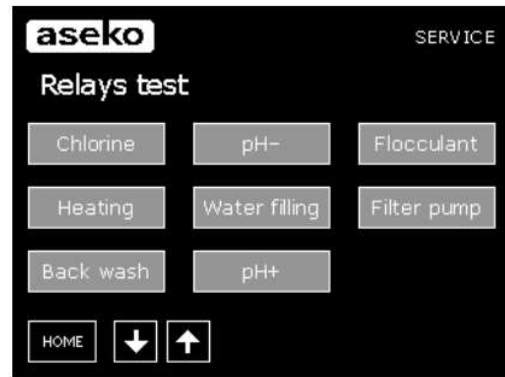 aseko SERVICE
Relays test
Chlorine pH- Flocculant
Heating Water filling Filter pump
Back wash pH+
HOME